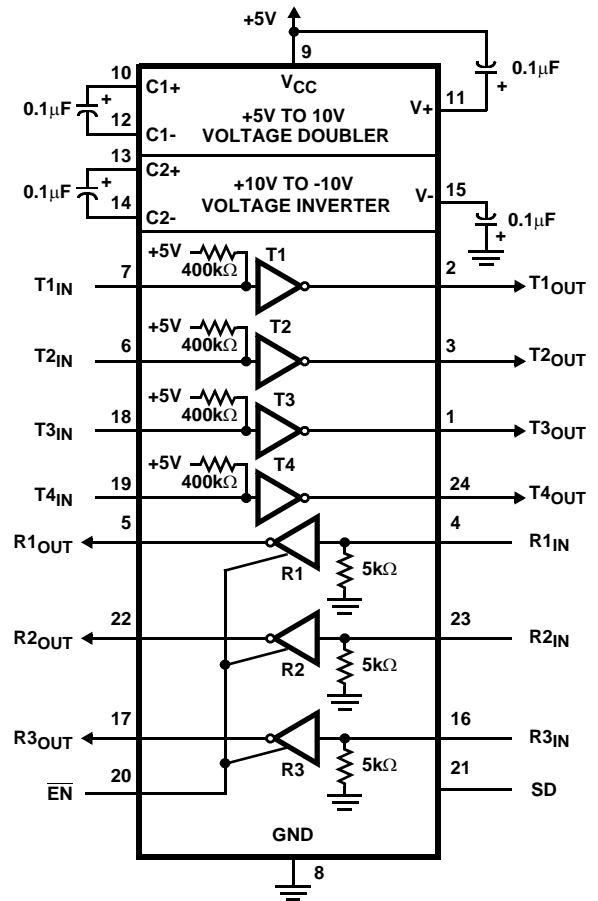 +5V
9
VCC
10
C1+
0.1µF
+
12
C1-
+5V TO 10V
VOLTAGE DOUBLER
V+
11
0.1µF
+
13
C2+
0.1µF
+
14
C2-
+10V TO -10V
VOLTAGE INVERTER
V-
15
0.1µF
+
T1IN
7
+5V
400kΩ
T1
2
T1OUT
T2IN
6
+5V
400kΩ
T2
3
T2OUT
T3IN
18
+5V
400kΩ
T3
1
T3OUT
T4IN
19
+5V
400kΩ
T4
24
T4OUT
R1OUT
5
R1
5kΩ
4
R1IN
R2OUT
22
R2
5kΩ
23
R2IN
R3OUT
17
R3
5kΩ
16
R3IN
E̅N̅
20
21
SD
GND
8